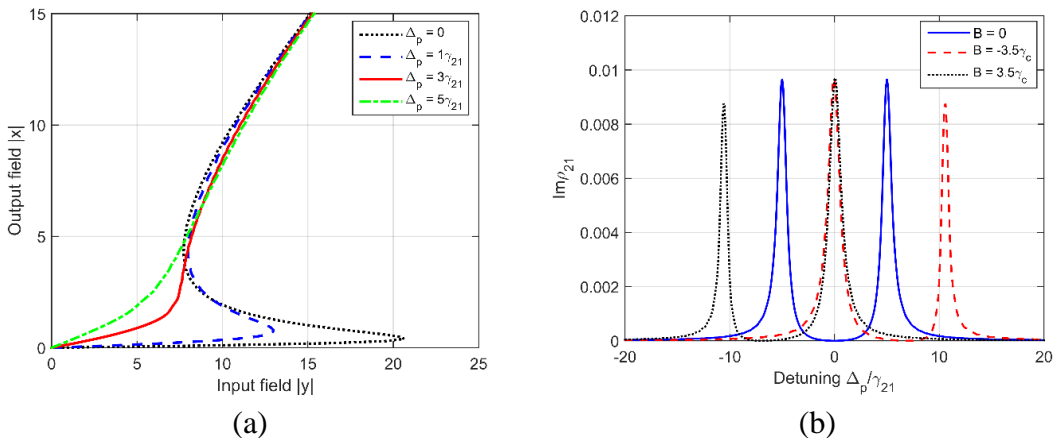 15
10
5
0
0
5
10
15
20
25
Output field |x|
Input field |y|
Δp = 0
Δp = 1γ21
Δp = 3γ21
Δp = 5γ21
(a)
0.012
0.01
0.008
0.006
0.004
0.002
0
-20
-10
0
10
20
Imρ21
Detuning Δp/γ21
B = 0
B = -3.5γc
B = 3.5γc
(b)